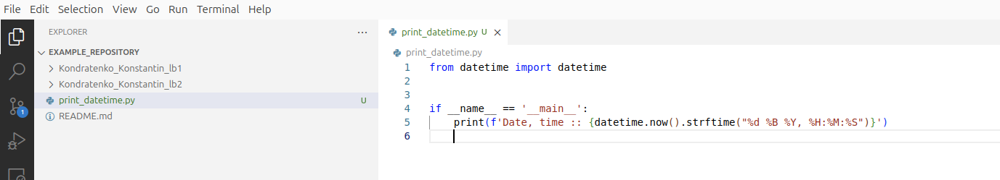 File Edit Selection View Go Run Terminal Help
EXPLORER ...
EXAMPLE_REPOSITORY
Kondratenko_Konstantin_lb1
Kondratenko_Konstantin_lb2
print_datetime.py U
README.md
1
print_datetime.py U
print_datetime.py
1 from datetime import datetime
2
3
4 if __name__ == '__main__':
5 print(f'Date, time :: {datetime.now().strftime("%d %B %Y, %H:%M:%S")}')
6